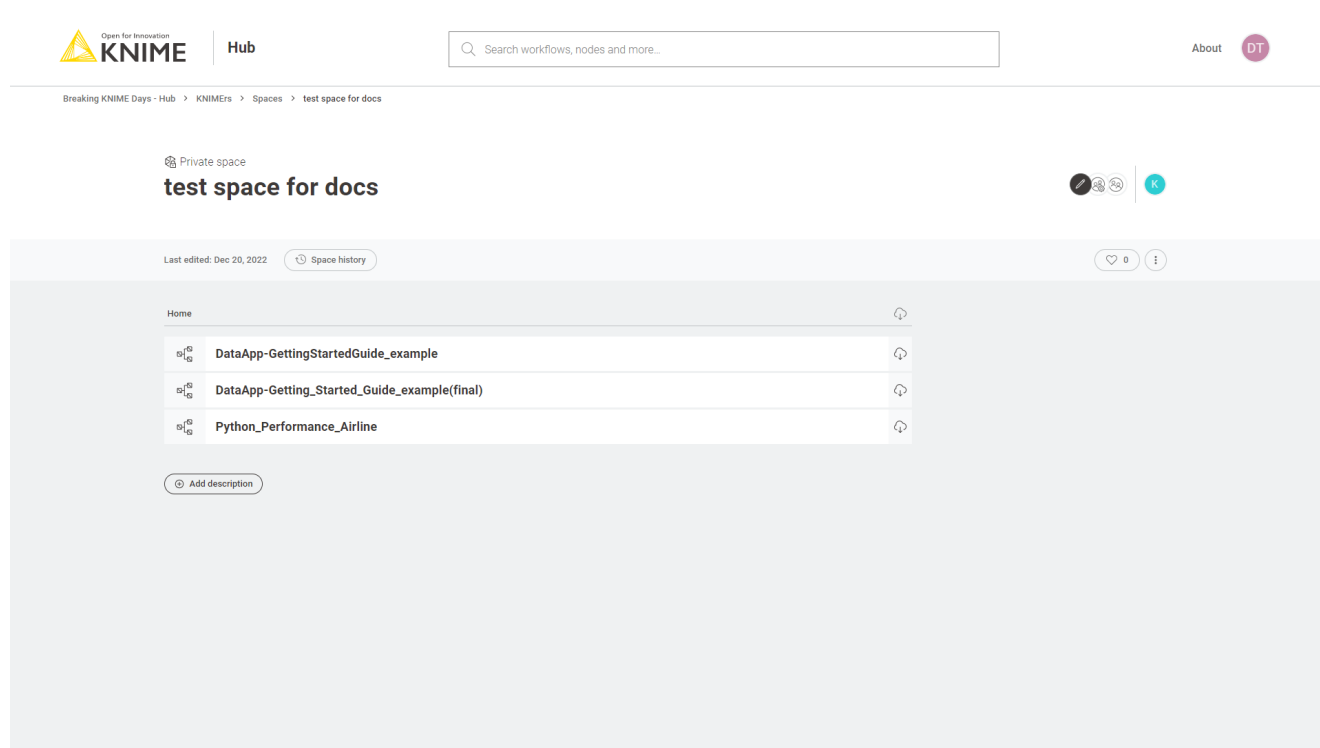 Open for Innovation
KNIME
Hub
Search workflows, nodes and more...
About
DT
Breaking KNIME Days - Hub > KNIMErs > Spaces > test space for docs
Private space
test space for docs
K
Last edited: Dec 20, 2022
Space history
0
Home
DataApp-GettingStartedGuide_example
DataApp-Getting_Started_Guide_example(final)
Python_Performance_Airline
Add description